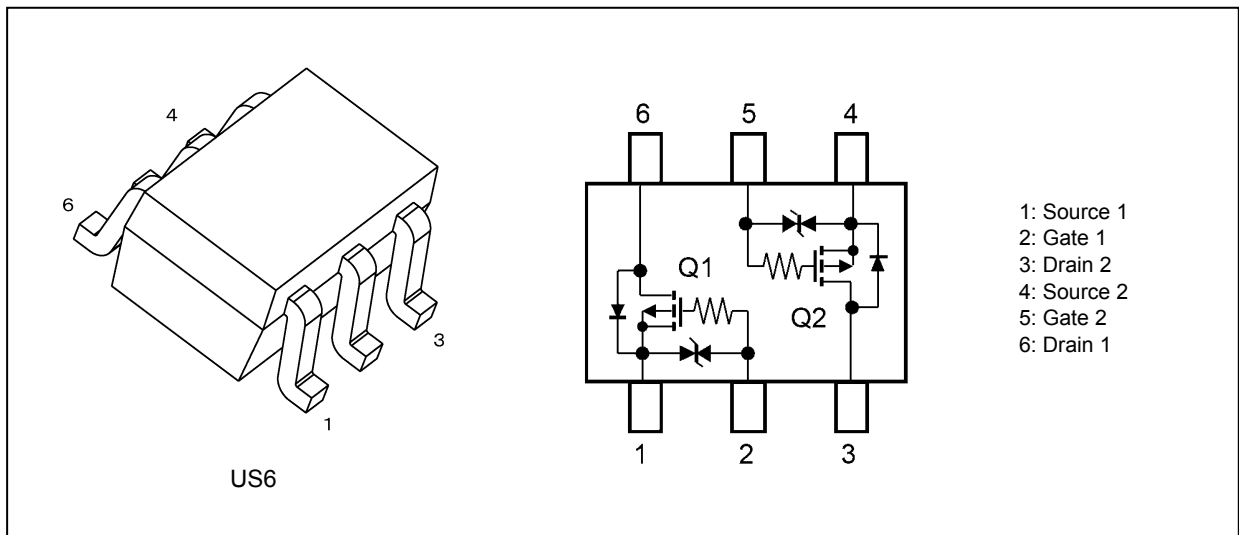 4
6
3
1
US6
6 5 4
Q1
Q2
1 2 3
1: Source 1
2: Gate 1
3: Drain 2
4: Source 2
5: Gate 2
6: Drain 1